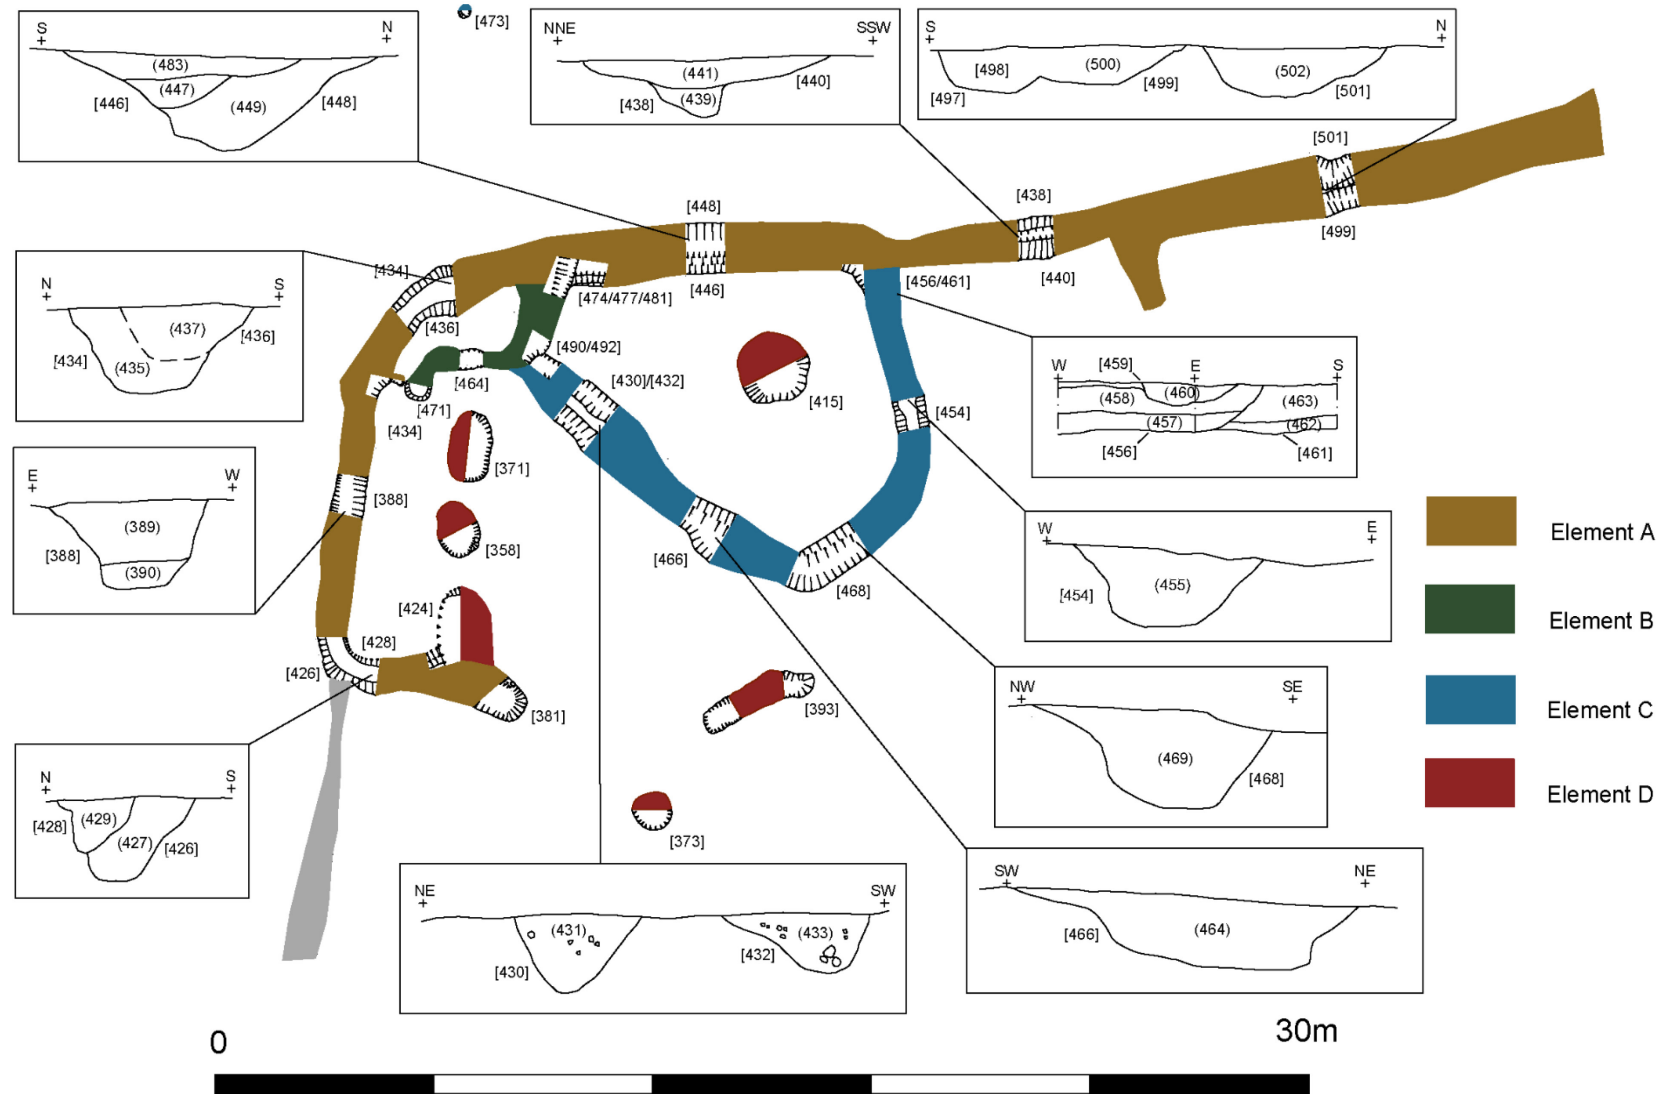 S N
(483)
(447)
(449)
[446] [448]
[473]
NNE SSW
(441)
[440]
[438] (439)
S N
[498] (500) (502)
[497] [499] [501]
[501]
[499]
[438]
[440]
[448]
[446]
[434]
[436]
[474/477/481]
[456/461]
N S
(437)
[434] (435) [436]
[490/492]
[464]
[430]/[432]
[471]
[434]
[415]
[454]
W E S
[459]
(458) (460) (463)
(457) (462)
[456] [461]
[371]
E W
(389)
[388] (390)
[388]
[358]
[466]
[468]
W E
[454] (455)
Element A
Element B
Element C
Element D
[424]
[428]
[426]
[381]
[393]
[373]
NW SE
(469)
[468]
N S
[428] (429)
(427) [426]
NE SW
(431) (433)
[430] [432]
SW NE
[466] (464)
0 30m